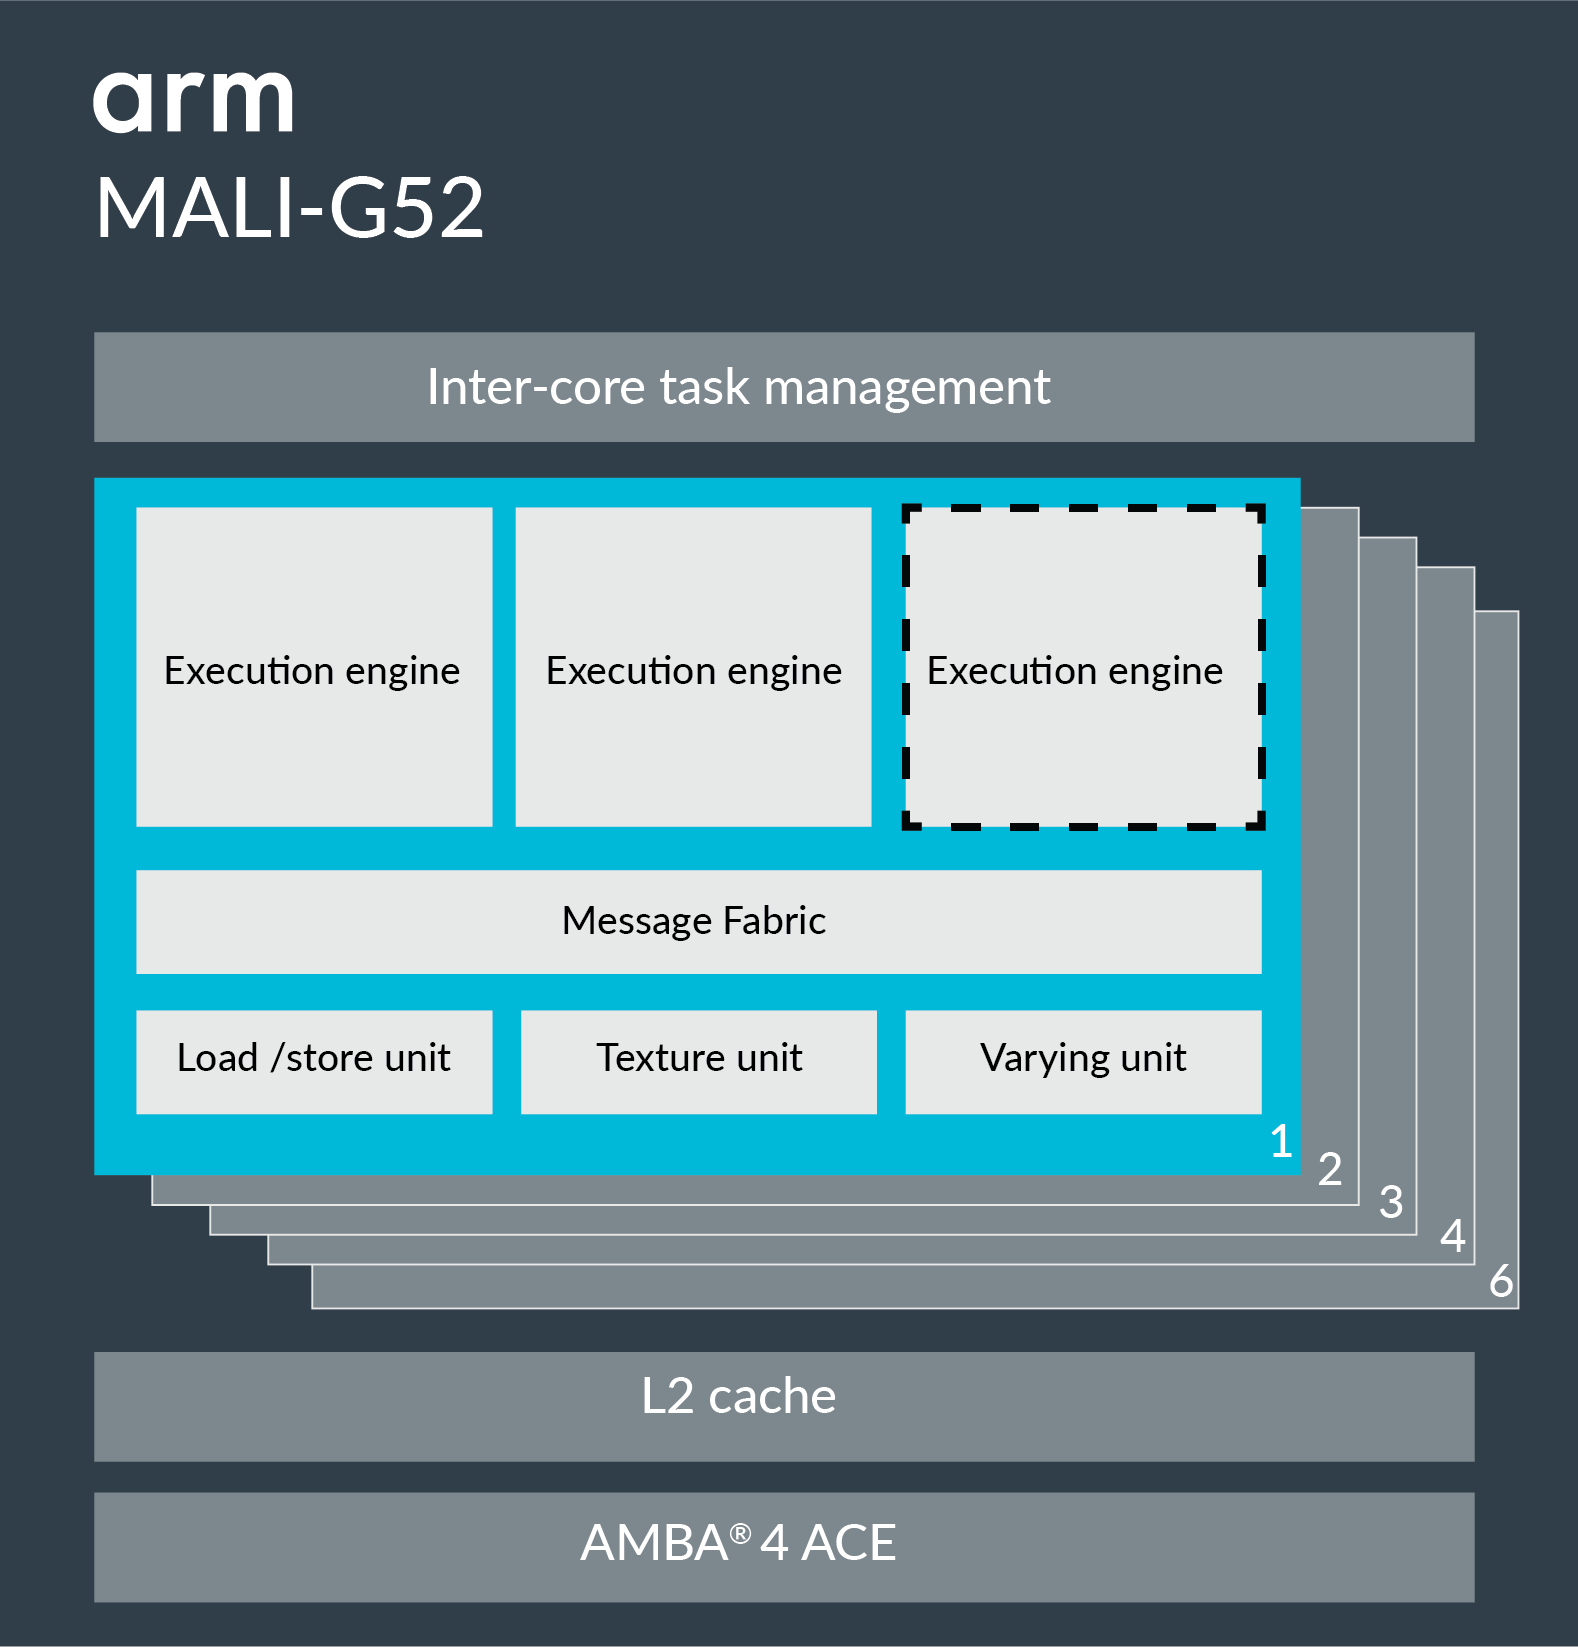 arm
MALI-G52
Inter-core task management
Execution engine
Execution engine
Execution engine
Message Fabric
Load /store unit
Texture unit
Varying unit
1
2
3
4
6
L2 cache
AMBA® 4 ACE